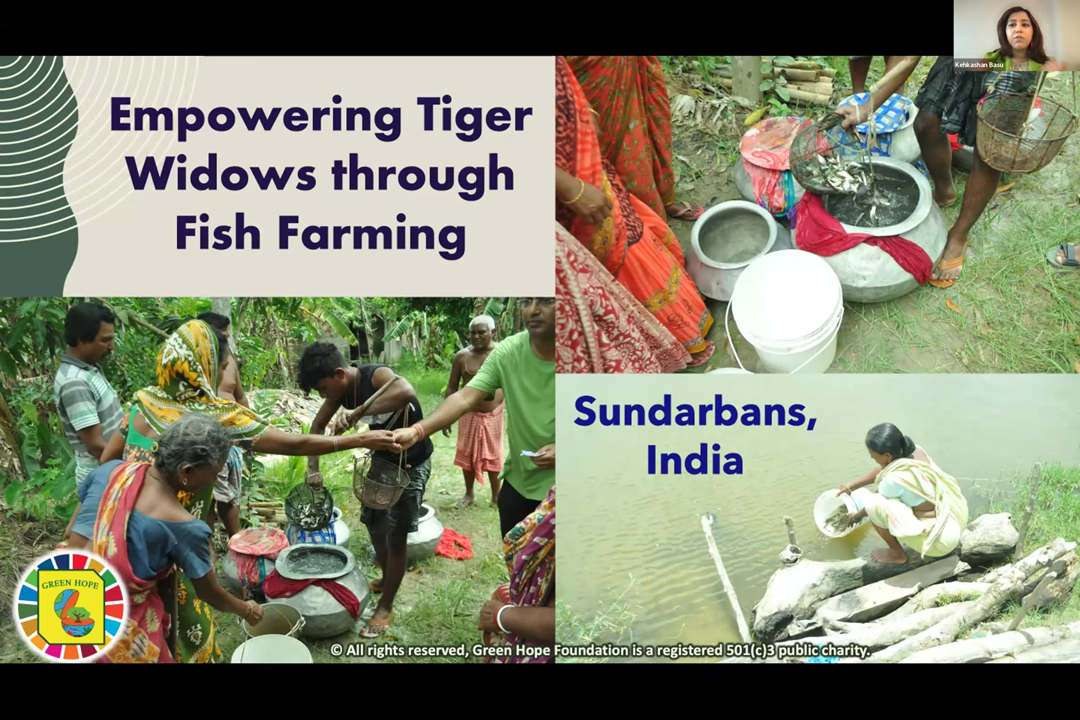 Kehkashan Basu
Empowering Tiger
Widows through
Fish Farming
Sundarbans,
India
GREEN HOPE
© All rights reserved, Green Hope Foundation is a registered 501(c)3 public charity.